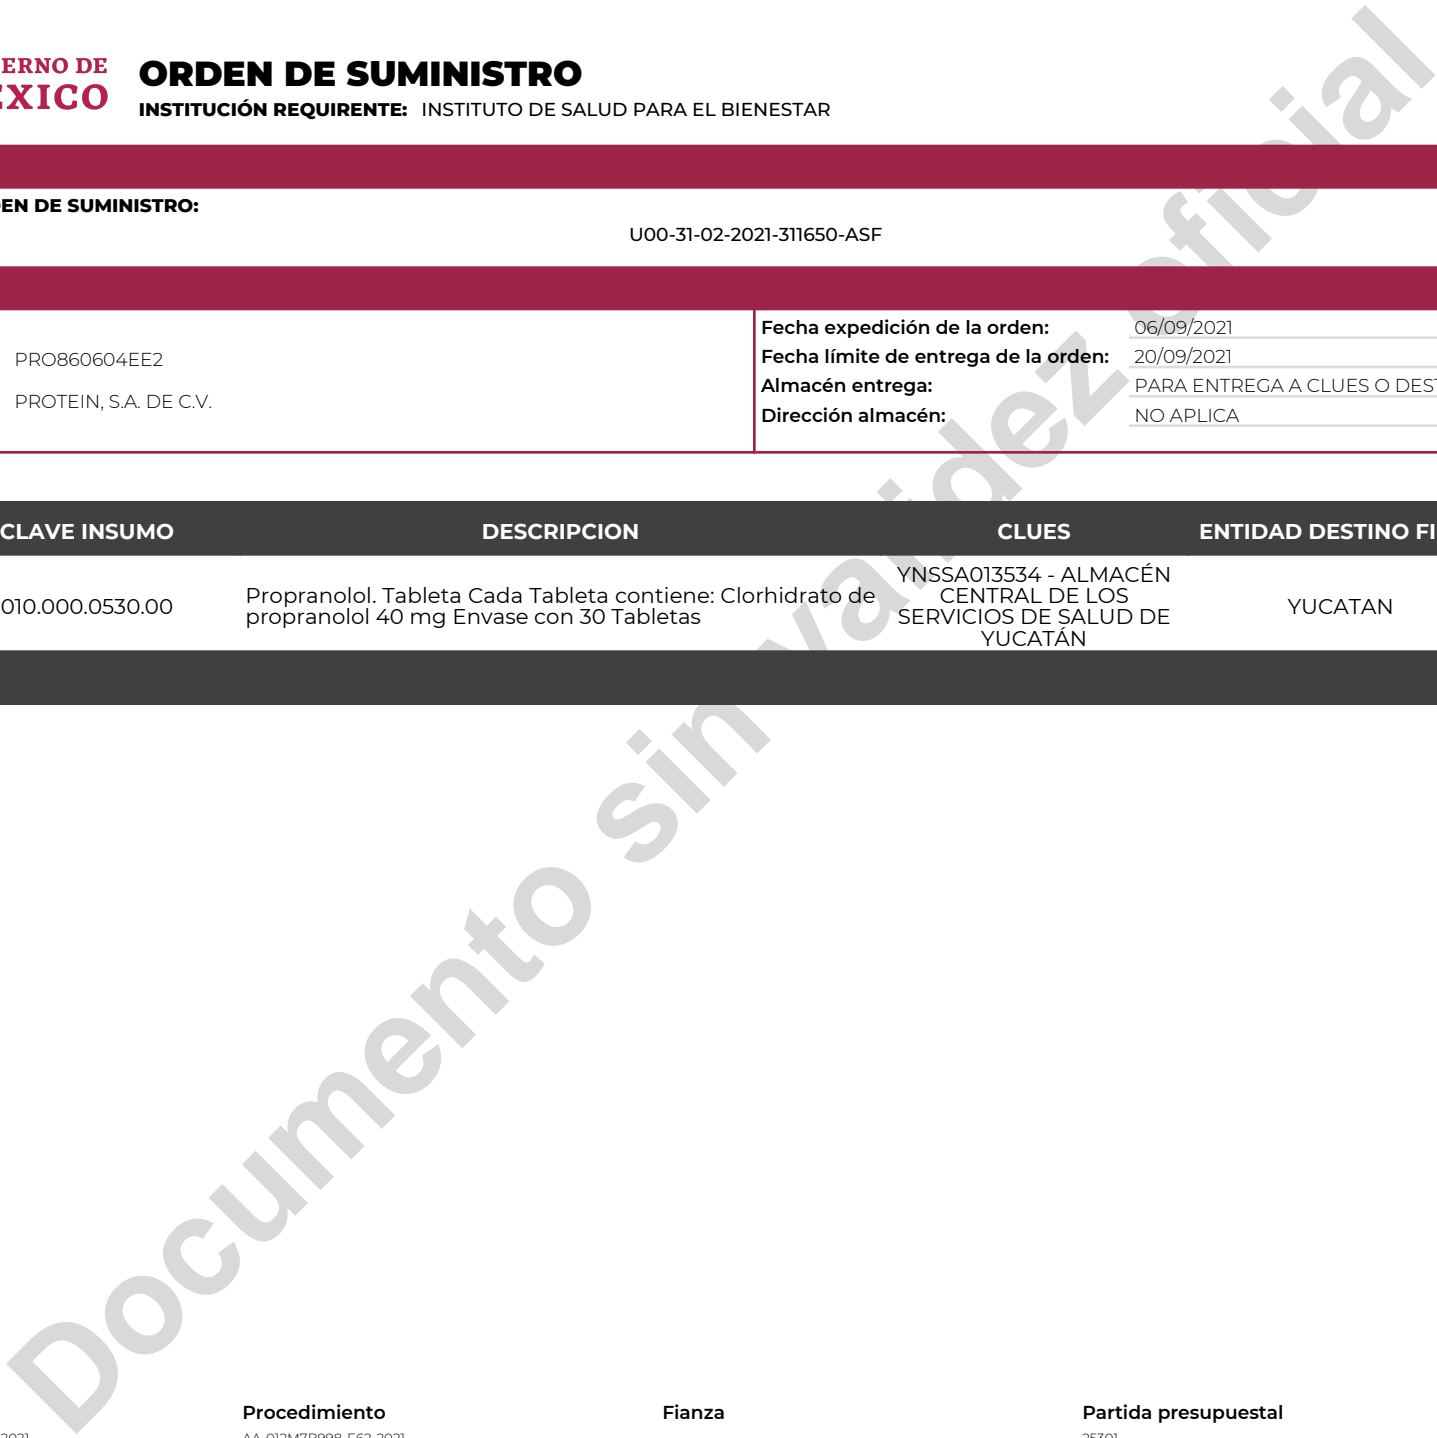 ORDEN DE SUMINISTRO
INSTITUCIÓN REQUIRENTE: INSTITUTO DE SALUD PARA EL BIENESTAR
ERNO DE
EXICO
EN DE SUMINISTRO:
U00-31-02-2021-311650-ASF
PRO860604EE2
PROTEIN, S.A. DE C.V.
Fecha expedición de la orden: 06/09/2021
Fecha límite de entrega de la orden: 20/09/2021
Almacén entrega: PARA ENTREGA A CLUES O DEST
Dirección almacén: NO APLICA
CLAVE INSUMO DESCRIPCION CLUES ENTIDAD DESTINO FI
010.000.0530.00
Propranolol. Tableta Cada Tableta contiene: Clorhidrato de
propranolol 40 mg Envase con 30 Tabletas
YNSSA013534 - ALMACÉN
CENTRAL DE LOS
SERVICIOS DE SALUD DE
YUCATÁN
YUCATAN
Documento sin validez oficial
Procedimiento Fianza Partida presupuestal